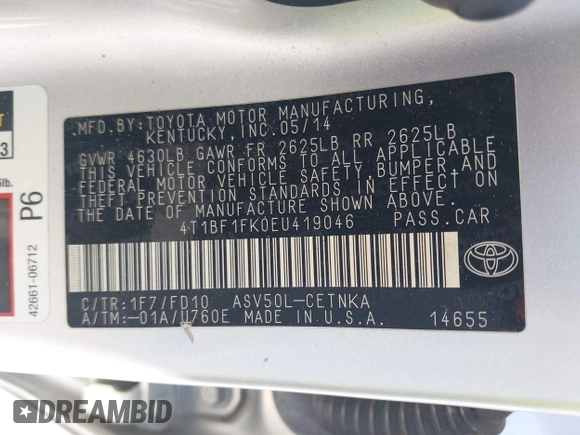 MFD.BY:TOYOTA MOTOR MANUFACTURING,
KENTUCKY, INC. 05/14
GVWR 4630LB GAWR FR 2625LB RR 2625LB
THIS VEHICLE CONFORMS TO ALL APPLICABLE
FEDERAL MOTOR VEHICLE SAFETY, BUMPER, AND
THEFT PREVENTION STANDARDS IN EFFECT ON
THE DATE OF MANUFACTURE SHOWN ABOVE.
4T1BF1FK0EU419046 PASS.CAR
C/TR:1F7/FD10 ASV50L-CETNKA
A/TM:-01A/U760E MADE IN U.S.A. 14655
TOYOTA
3
lb.
P6
42661-06712
DREAMBID